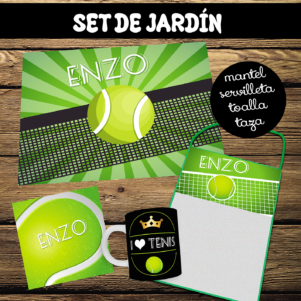 SET DE JARDÍN
ENZO
mantel
servilleta
toalla
taza
ENZO
ENZO
I ♥ TENIS